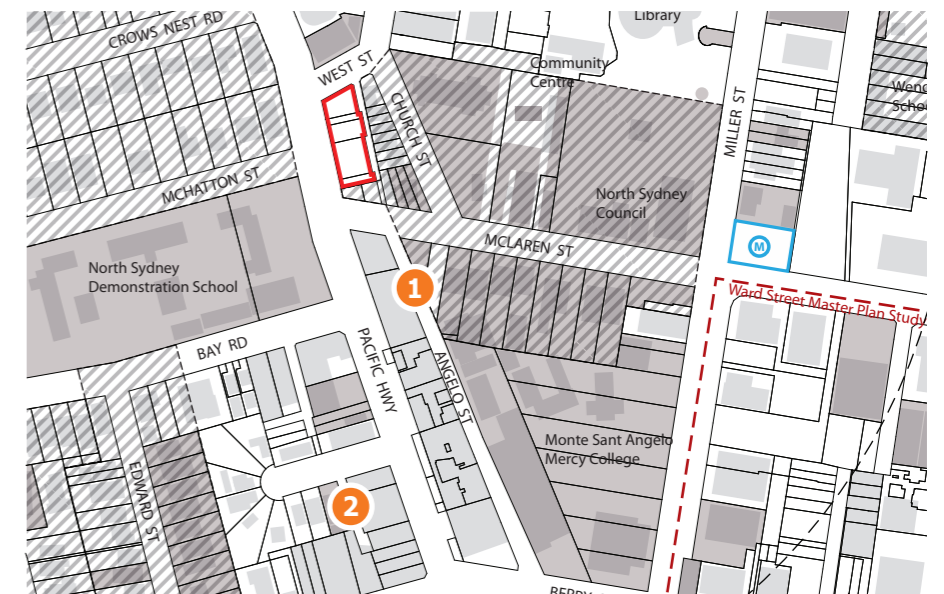 CROWS NEST RD
WEST ST
Library
Community
Centre
CHURCH ST
MILLER ST
MCHATTON ST
North Sydney
Council
MCLAREN ST
M
North Sydney
Demonstration School
1
Ward Street Master Plan Study
BAY RD
PACIFIC HWY
ANGELO ST
Monte Sant Angelo
Mercy College
EDWARD ST
2